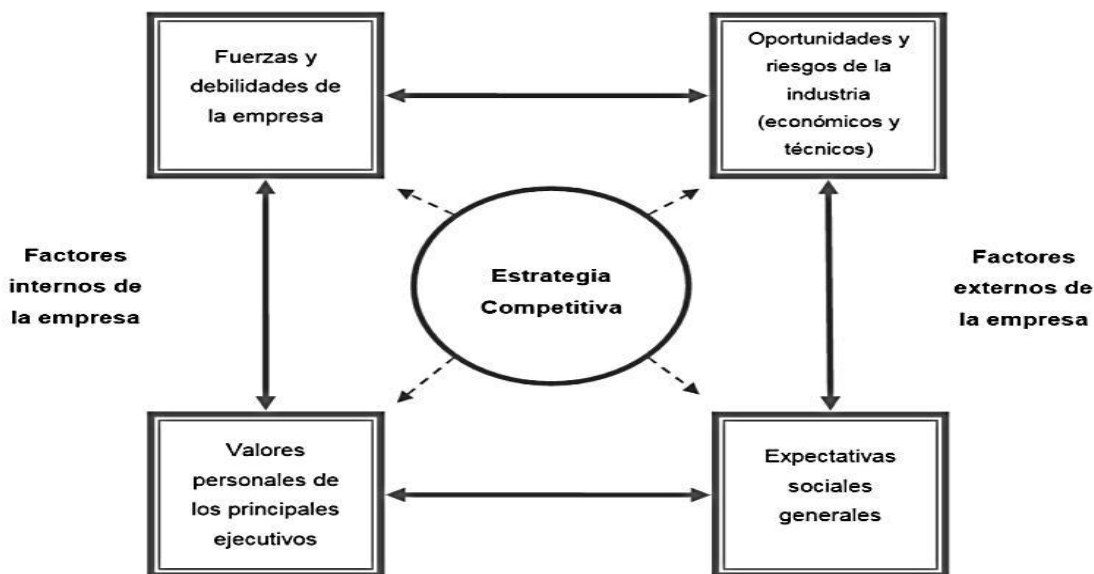 Fuerzas y
debilidades de
la empresa
Oportunidades y
riesgos de la
industria
(económicos y
técnicos)
Factores
internos de
la empresa
Estrategia
Competitiva
Factores
externos de
la empresa
Valores
personales de
los principales
ejecutivos
Expectativas
sociales
generales